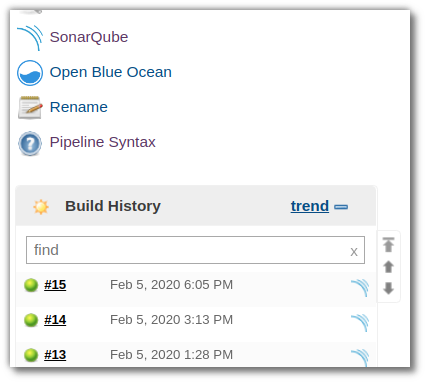 SonarQube
Open Blue Ocean
Rename
Pipeline Syntax
Build History trend
find x
#15 Feb 5, 2020 6:05 PM
#14 Feb 5, 2020 3:13 PM
#13 Feb 5, 2020 1:28 PM